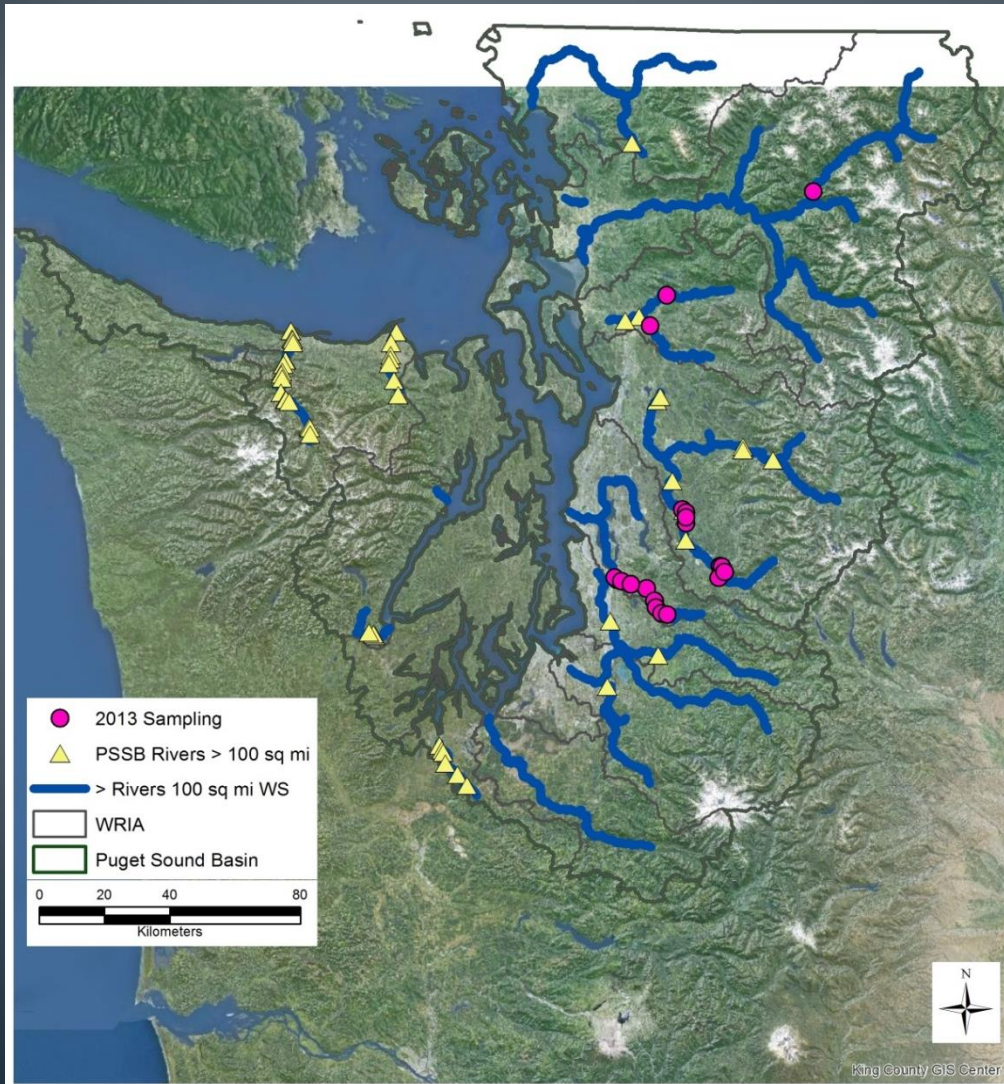 2013 Sampling
PSSB Rivers > 100 sq mi
> Rivers 100 sq mi WS
WRIA
Puget Sound Basin
0 20 40 80
Kilometers
N
King County GIS Center